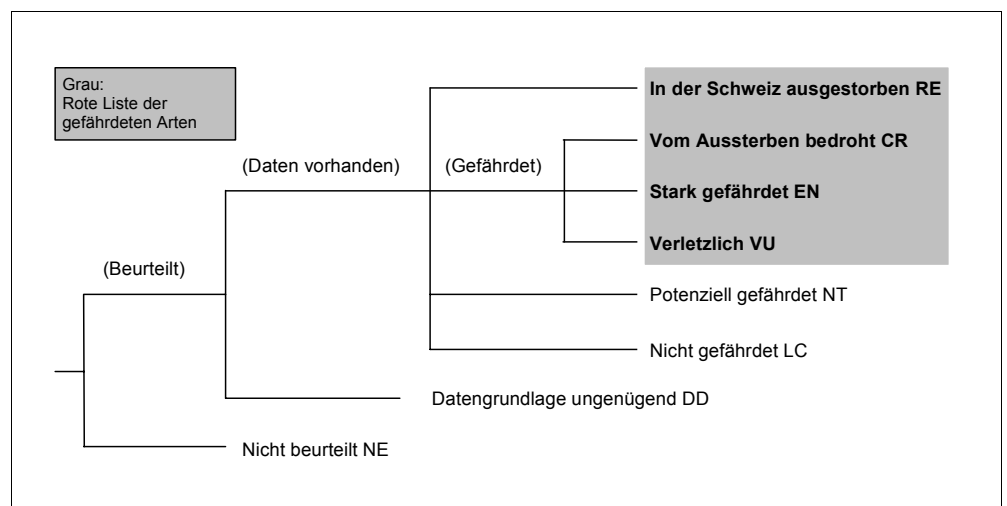 Grau:
Rote Liste der
gefährdeten Arten
In der Schweiz ausgestorben RE
Vom Aussterben bedroht CR
(Daten vorhanden)
(Gefährdet)
Stark gefährdet EN
Verletzlich VU
(Beurteilt)
Potenziell gefährdet NT
Nicht gefährdet LC
Datengrundlage ungenügend DD
Nicht beurteilt NE